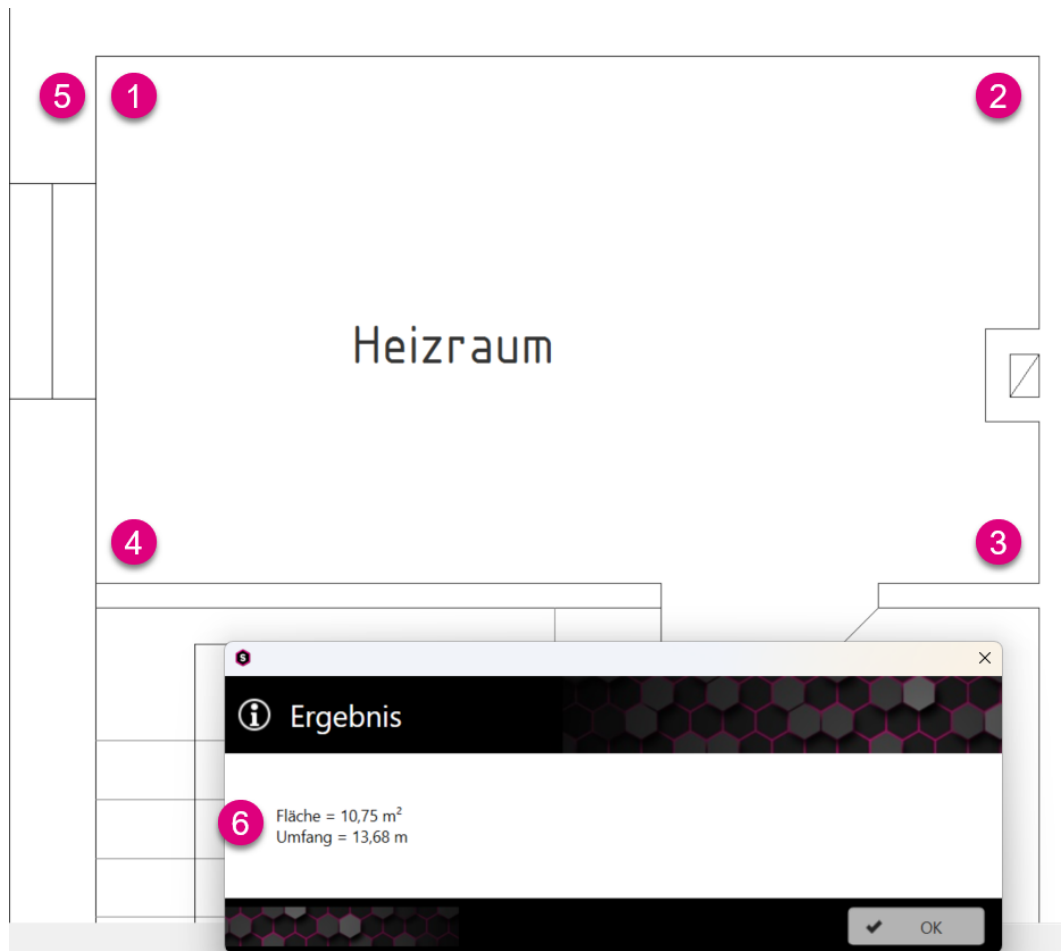 5 1 2
Heizraum
4 3
S
Ergebnis
6
Fläche = 10,75 m²
Umfang = 13,68 m
OK